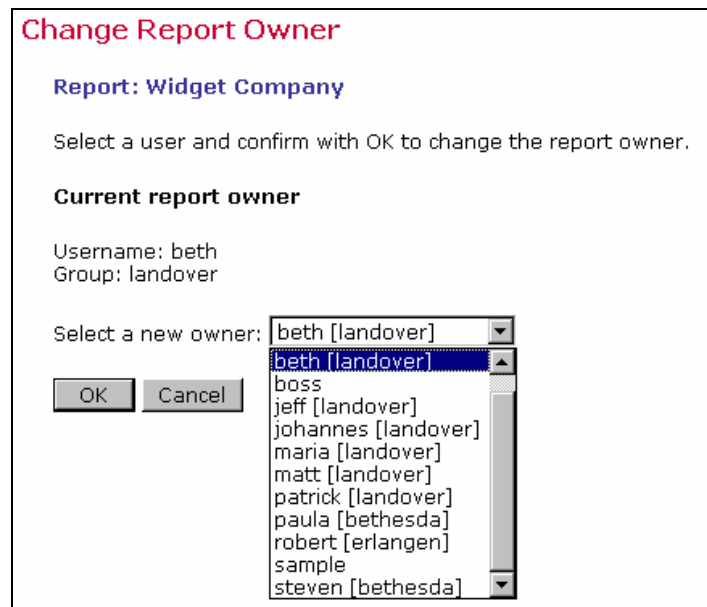 Change Report Owner
Report: Widget Company
Select a user and confirm with OK to change the report owner.
Current report owner
Username: beth
Group: landover
Select a new owner: beth [landover]
beth [landover]
boss
jeff [landover]
johannes [landover]
maria [landover]
matt [landover]
patrick [landover]
paula [bethesda]
robert [erlangen]
sample
steven [bethesda]
OK Cancel